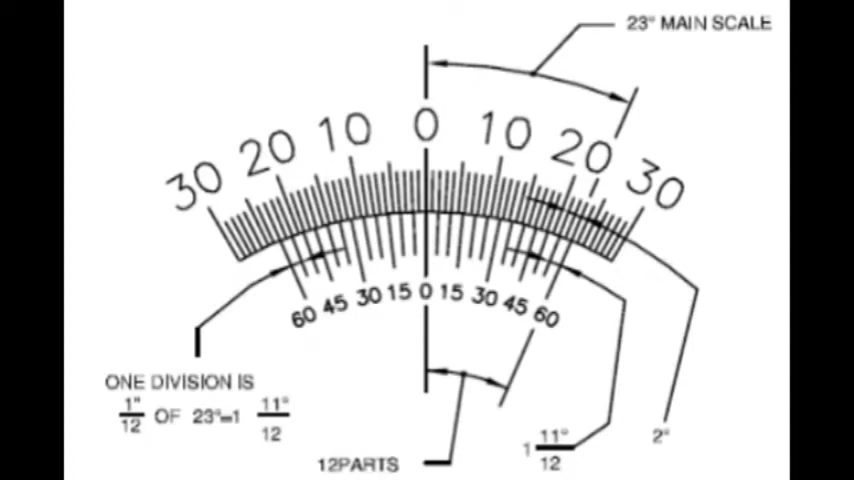 23° MAIN SCALE
30 20 10 0 10 20 30
60 45 30 15 0 15 30 45 60
ONE DIVISION IS
1"/12 OF 23°=1 11°/12
12PARTS
1 11°/12
2°